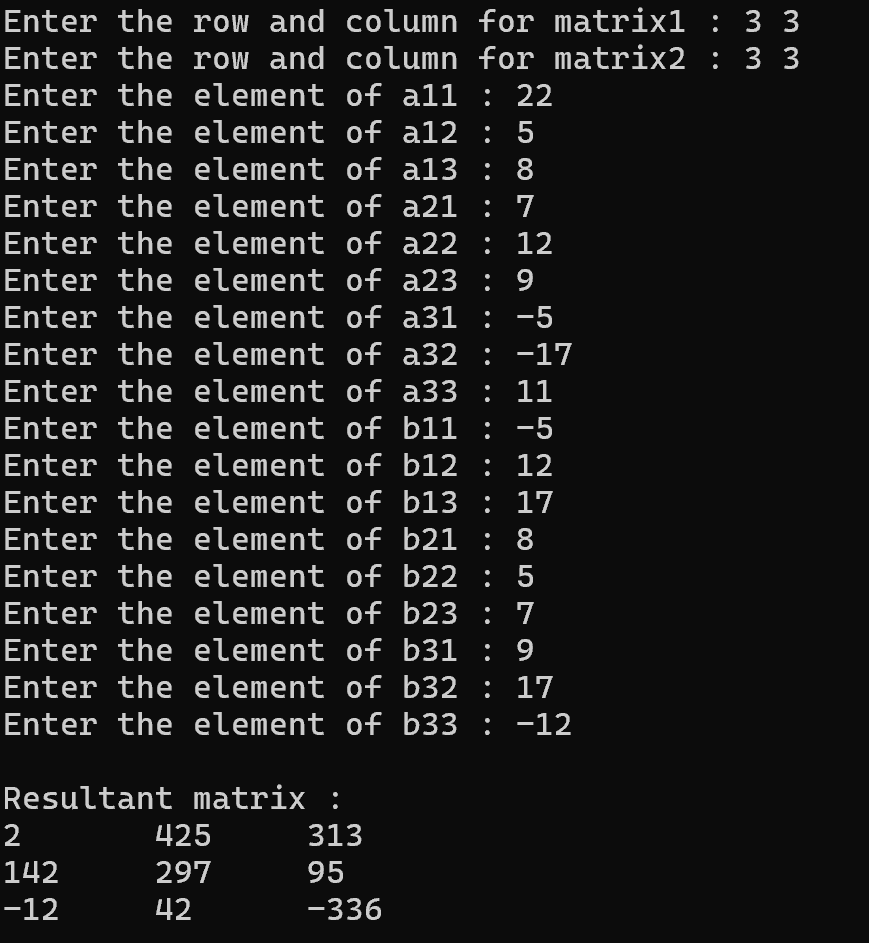 Enter the row and column for matrix1 : 3 3
Enter the row and column for matrix2 : 3 3
Enter the element of a11 : 22
Enter the element of a12 : 5
Enter the element of a13 : 8
Enter the element of a21 : 7
Enter the element of a22 : 12
Enter the element of a23 : 9
Enter the element of a31 : -5
Enter the element of a32 : -17
Enter the element of a33 : 11
Enter the element of b11 : -5
Enter the element of b12 : 12
Enter the element of b13 : 17
Enter the element of b21 : 8
Enter the element of b22 : 5
Enter the element of b23 : 7
Enter the element of b31 : 9
Enter the element of b32 : 17
Enter the element of b33 : -12
Resultant matrix :
2 425 313
142 297 95
-12 42 -336